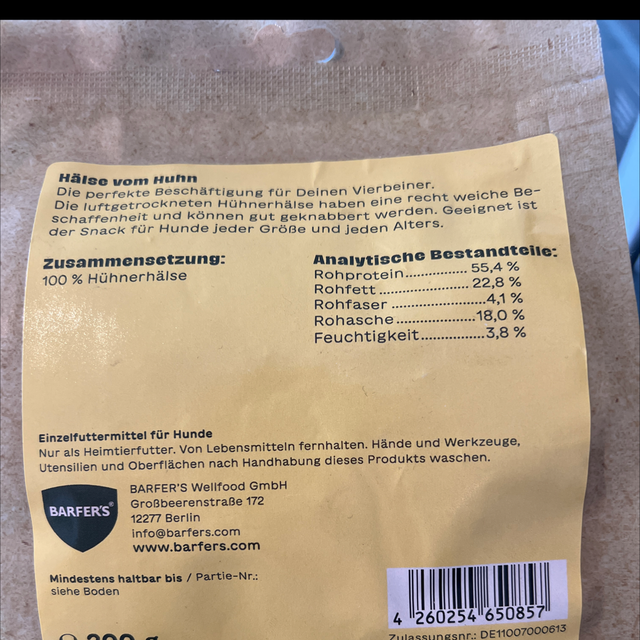 Hälse vom Huhn
Die perfekte Beschäftigung für Deinen Vierbeiner.
Die luftgetrockneten Hühnerhälse haben eine recht weiche Be-
schaffenheit und können gut geknabbert werden. Geeignet ist
der Snack für Hunde jeder Größe und jeden Alters.
Zusammensetzung:
100 % Hühnerhälse
Analytische Bestandteile:
Rohprotein.............. 55,4 %
Rohfett .................... 22,8 %
Rohfaser .....................4,1 %
Rohasche .................18,0 %
Feuchtigkeit..............3,8 %
Einzelfuttermittel für Hunde
Nur als Heimtierfutter. Von Lebensmitteln fernhalten. Hände und Werkzeuge,
Utensilien und Oberflächen nach Handhabung dieses Produkts waschen.
BARFER'S®
BARFER'S Wellfood GmbH
Großbeerenstraße 172
12277 Berlin
info@barfers.com
www.barfers.com
Mindestens haltbar bis / Partie-Nr.:
siehe Boden
4 260254 650857
Zulassungsnr.: DE11007000613